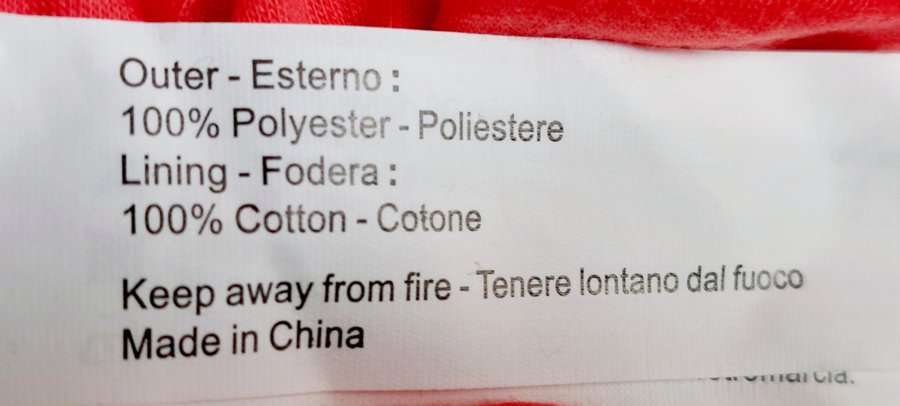 Outer - Esterno :
100% Polyester - Poliestere
Lining - Fodera :
100% Cotton - Cotone
Keep away from fire - Tenere lontano dal fuoco
Made in China